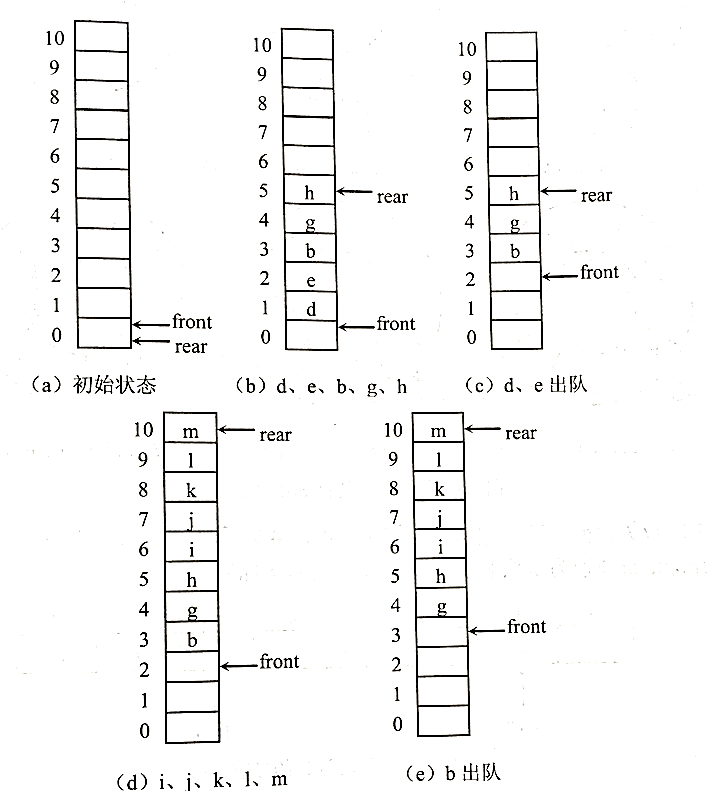 10
9
8
7
6
5
4
3
2
1
0
front
rear
(a)初始状态
10
9
8
7
6
5 h rear
4 g
3 b
2 e
1 d
0 front
(b)d、e、b、g、h
10
9
8
7
6
5 h rear
4 g
3 b
2 front
1
0
(c)d、e出队
10 m rear
9 l
8 k
7 j
6 i
5 h
4 g
3 b
2 front
1
0
(d)i、j、k、l、m
10 m rear
9 l
8 k
7 j
6 i
5 h
4 g
3 front
2
1
0
(e)b出队